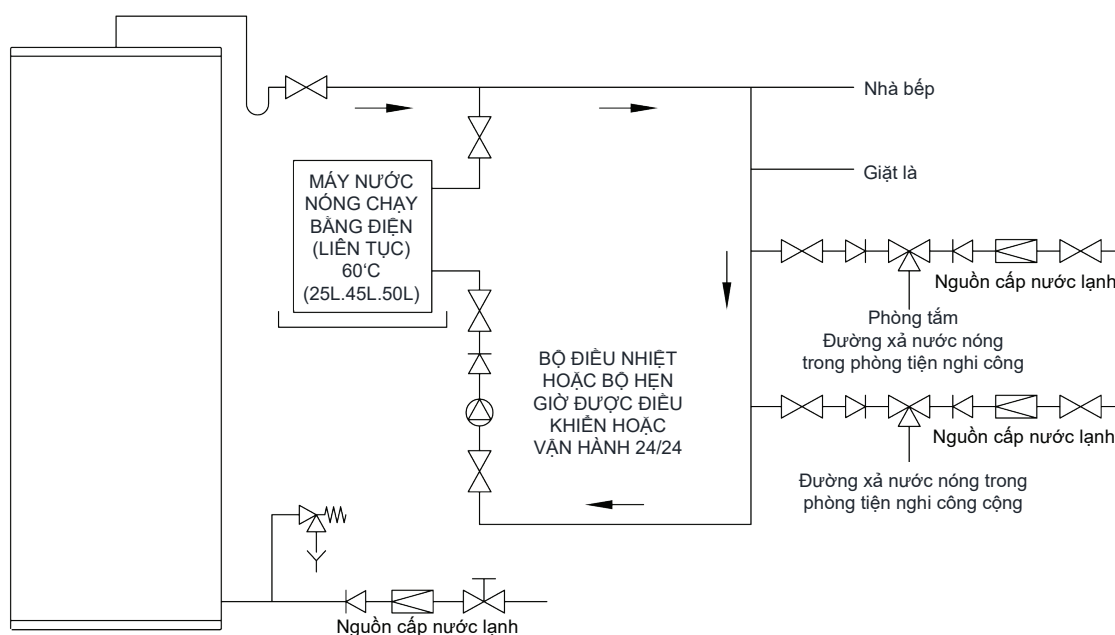 Nhà bếp
Giặt là
MÁY NƯỚC
NÓNG CHẠY
BẰNG ĐIỆN
(LIÊN TỤC)
60'C
(25L.45L.50L)
Nguồn cấp nước lạnh
Phòng tắm
Đường xả nước nóng
trong phòng tiện nghi công
BỘ ĐIỀU NHIỆT
HOẶC BỘ HẸN
GIỜ ĐƯỢC ĐIỀU
KHIỂN HOẶC
VẬN HÀNH 24/24
Nguồn cấp nước lạnh
Đường xả nước nóng trong
phòng tiện nghi công cộng
Nguồn cấp nước lạnh